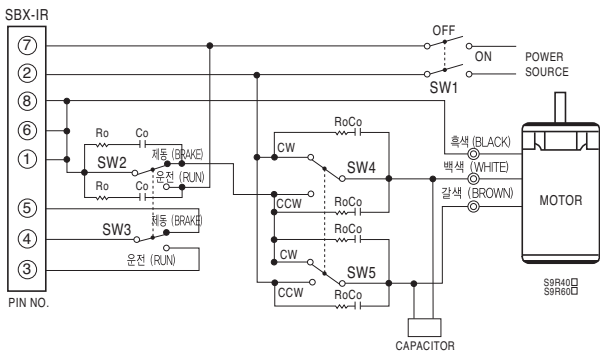 SBX-IR
7
2
8
6
1
5
4
3
PIN NO.
OFF
ON
SW1
POWER
SOURCE
Ro Co
SW2
제동 (BRAKE)
운전 (RUN)
Ro Co
SW3
제동 (BRAKE)
운전 (RUN)
RoCo
CW
SW4
CCW
RoCo
RoCo
CW
SW5
CCW
RoCo
흑색 (BLACK)
백색 (WHITE)
갈색 (BROWN)
MOTOR
S9R40□
S9R60□
CAPACITOR